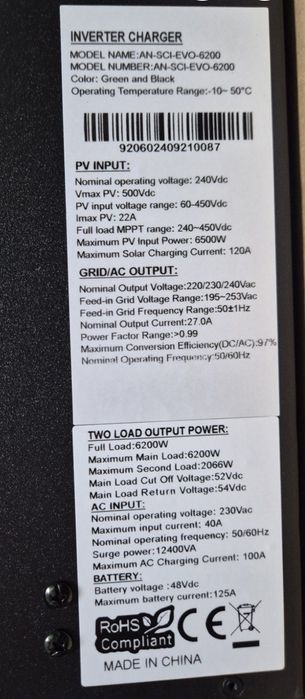 INVERTER CHARGER
MODEL NAME:AN-SCI-EVO-6200
MODEL NUMBER:AN-SCI-EVO-6200
Color: Green and Black
Operating Temperature Range:-10~ 50°C
920602409210087
PV INPUT:
Nominal operating voltage: 240Vdc
Vmax PV: 500Vdc
PV input voltage range: 60-450Vdc
Imax PV: 22A
Full load MPPT range: 240~450Vdc
Maximum PV Input Power: 6500W
Maximum Solar Charging Current: 120A
GRID/AC OUTPUT:
Nominal Output Voltage:220/230/240Vac
Feed-in Grid Voltage Range:195~253Vac
Feed-in Grid Frequency Range:50±1Hz
Nominal Output Current:27.0A
Power Factor Range:>0.99
Maximum Conversion Efficiency(DC/AC):97%
Nominal Operating Frequency:50/60Hz
TWO LOAD OUTPUT POWER:
Full Load:6200W
Maximum Main Load:6200W
Maximum Second Load:2066W
Main Load Cut Off Voltage:52Vdc
Main Load Return Voltage:54Vdc
AC INPUT:
Nominal operating voltage: 230Vac
Maximum input current: 40A
Nominal operating frequency: 50/60Hz
Surge power:12400VA
Maximum AC Charging Current: 100A
BATTERY:
Battery voltage :48Vdc
Maximum battery current:125A
RoHS
Compliant
CE
MADE IN CHINA